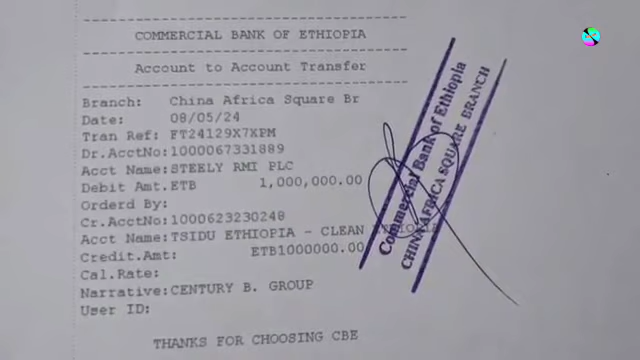 COMMERCIAL BANK OF ETHIOPIA
Account to Account Transfer
Branch: China Africa Square Br
Date: 08/05/24
Tran Ref: FT24129X7XPM
Dr.AcctNo:1000067331889
Acct Name:STEELY RMI PLC
Debit Amt.ETB 1,000,000.00
Orderd By:
Cr.AcctNo:1000623230248
Acct Name:TSIDU ETHIOPIA - CLEAN ETHIOPIA
Credit.Amt: ETB1000000.00
Cal.Rate:
Narrative:CENTURY B. GROUP
User ID:
THANKS FOR CHOOSING CBE
Commercial Bank of Ethiopia
CHINA AFRICA SQUARE BRANCH